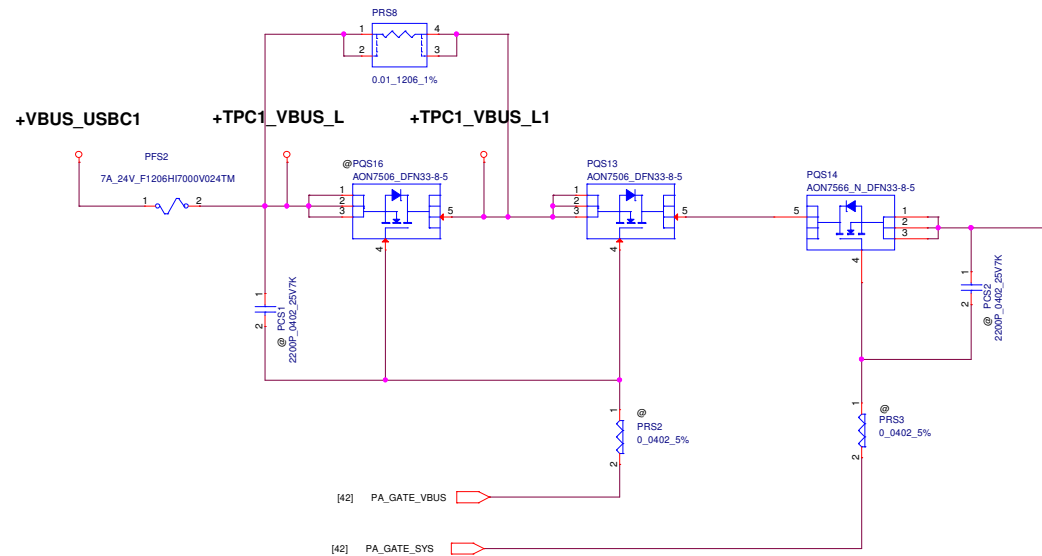 PRS8
1
4
2
3
0.01_1206_1%
+VBUS_USBC1
+TPC1_VBUS_L
+TPC1_VBUS_L1
PFS2
7A_24V_F1206HI7000V024TM
1
2
@PQS16
AON7506_DFN33-8-5
1
2
3
5
4
PQS13
AON7506_DFN33-8-5
1
2
3
5
4
PQS14
AON7566_N_DFN33-8-5
5
1
2
3
4
1
2
@ PCS1
2200P_0402_25V7K
1
2
@ PCS2
2200P_0402_25V7K
1
2
@
PRS2
0_0402_5%
1
2
@
PRS3
0_0402_5%
[42] PA_GATE_VBUS
[42] PA_GATE_SYS